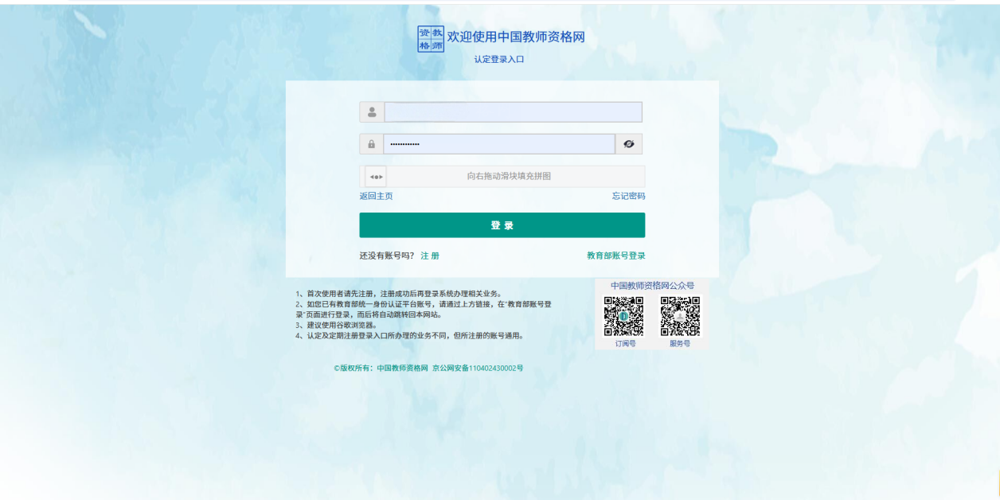 资教
格师
欢迎使用中国教师资格网
认定登录入口
••••••••••••
向右拖动滑块填充拼图
返回主页
忘记密码
登 录
还没有账号吗? 注 册
教育部账号登录
1、首次使用者请先注册，注册成功后再登录系统办理相关业务。
2、如您已有教育部统一身份认证平台账号，请通过上方链接，在"教育部账号登
录"页面进行登录，而后将自动跳转回本网站。
3、建议使用谷歌浏览器。
4、认定及定期注册登录入口所办理的业务不同，但所注册的账号通用。
中国教师资格网公众号
订阅号
服务号
©版权所有：中国教师资格网 京公网安备110402430002号